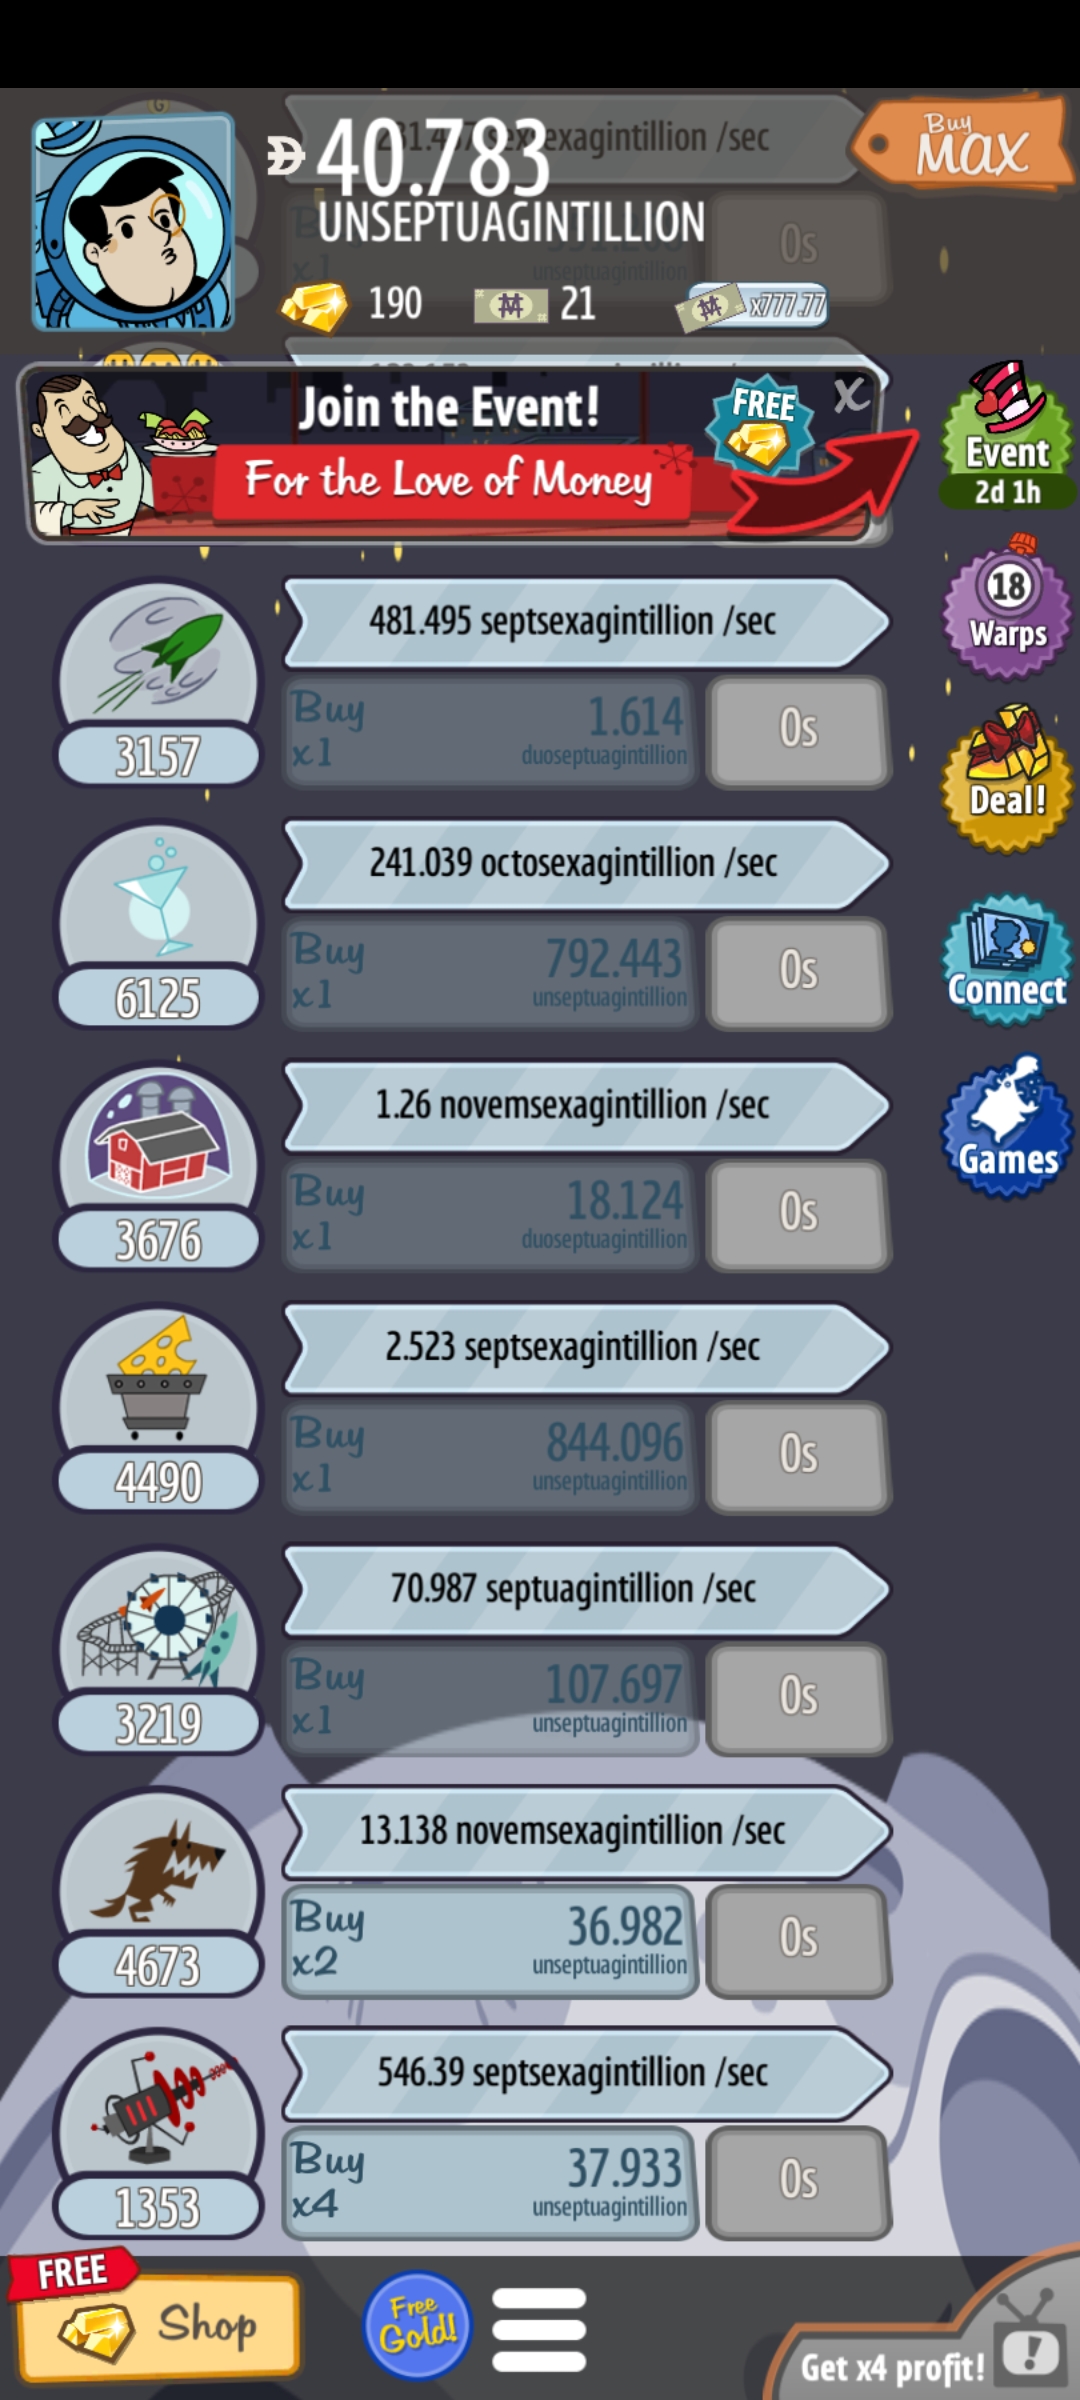 /sec
Buy
MAX
40.783
UNSEPTUAGINTILLION
0s
x1
unseptuagintillion
190
21
x777.77
Join the Event!
FREE
X
For the Love of Money
Event
2d 1h
481.495 septsexagintillion /sec
18
Warps
Buy
x1
1.614
duoseptuagintillion
0s
3157
Deal!
241.039 octosexagintillion /sec
Buy
x1
792.443
unseptuagintillion
0s
6125
Connect
1.26 novemsexagintillion /sec
Games
Buy
x1
18.124
duoseptuagintillion
0s
3676
2.523 septsexagintillion /sec
Buy
x1
844.096
unseptuagintillion
0s
4490
70.987 septuagintillion /sec
Buy
x1
107.697
unseptuagintillion
0s
3219
13.138 novemsexagintillion /sec
Buy
x2
36.982
unseptuagintillion
0s
4673
546.39 septsexagintillion /sec
Buy
x4
37.933
unseptuagintillion
0s
1353
FREE
Shop
Free
Gold!
Get x4 profit!